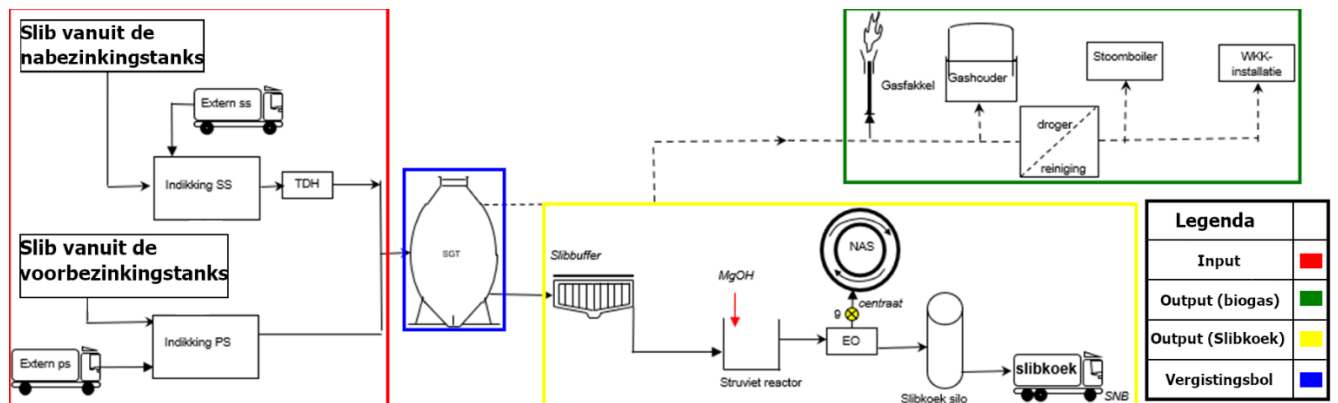 Slib vanuit de
nabezinkingstanks
Extern ss
Indikking SS
TDH
Slib vanuit de
voorbezinkingstanks
Extern ps
Indikking PS
SGT
Slibbuffer
MgOH
Struviet reactor
NAS
centraat
9
EO
Slibkoek silo
slibkoek
SNB
Gasfakkel
Gashouder
droger
reiniging
Stoomboiler
WKK-
installatie
Legenda
Input
Output (biogas)
Output (Slibkoek)
Vergistingsbol